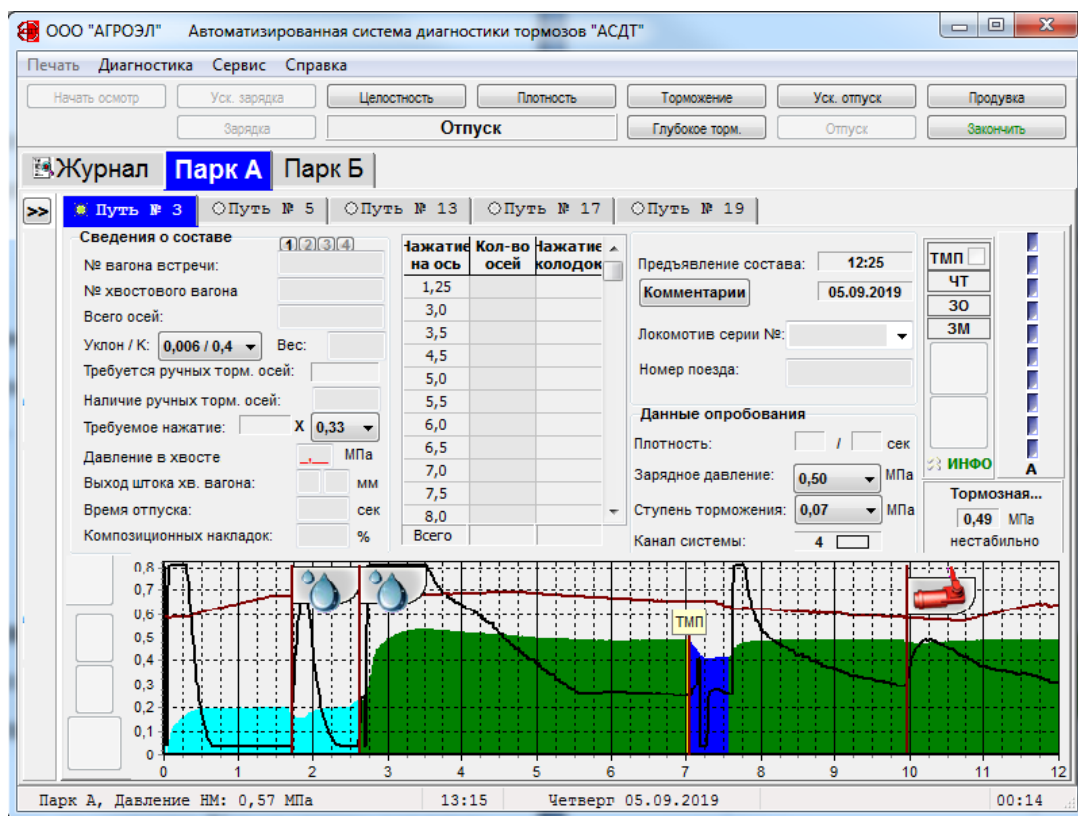 ООО "АГРОЭЛ" Автоматизированная система диагностики тормозов "АСДТ"
Печать Диагностика Сервис Справка
Начать осмотр Уск. зарядка Целостность Плотность Торможение Уск. отпуск Продувка
Зарядка Отпуск Глубокое торм. Отпуск Закончить
Журнал Парк А Парк Б
>> Путь № 3 Путь № 5 Путь № 13 Путь № 17 Путь № 19
Сведения о составе 1 2 3 4
№ вагона встречи:
№ хвостового вагона
Всего осей:
Уклон / К: 0,006 / 0,4 Вес:
Требуется ручных торм. осей:
Наличие ручных торм. осей:
Требуемое нажатие: X 0,33
Давление в хвосте _,__ МПа
Выход штока хв. вагона: мм
Время отпуска: сек
Композиционных накладок: %
Нажатие Кол-во Нажатие
на ось осей колодок
1,25
3,0
3,5
4,5
5,0
5,5
6,0
6,5
7,0
7,5
8,0
Всего
Предъявление состава: 12:25
Комментарии 05.09.2019
Локомотив серии №:
Номер поезда:
Данные опробования
Плотность: / сек
Зарядное давление: 0,50 МПа
Ступень торможения: 0,07 МПа
Канал системы: 4
ТМП
ЧТ
ЗО
ЗМ
ИНФО
А
Тормозная...
0,49 МПа
нестабильно
0,8
0,7
0,6
0,5
0,4
0,3
0,2
0,1
0
ТМП
0 1 2 3 4 5 6 7 8 9 10 11 12
Парк А, Давление НМ: 0,57 МПа 13:15 Четверг 05.09.2019 00:14